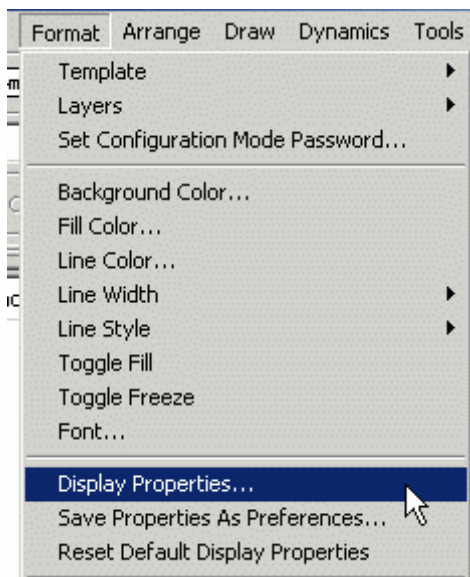 Format Arrange Draw Dynamics Tools
Template
Layers
Set Configuration Mode Password...
Background Color...
Fill Color...
Line Color...
Line Width
Line Style
Toggle Fill
Toggle Freeze
Font...
Display Properties...
Save Properties As Preferences...
Reset Default Display Properties